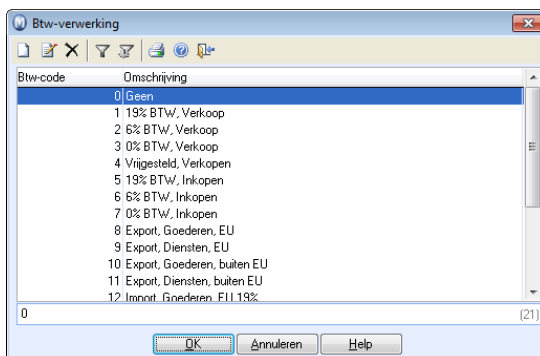 Btw-verwerking
Btw-code Omschrijving
0 Geen
1 19% BTW, Verkoop
2 6% BTW, Verkoop
3 0% BTW, Verkoop
4 Vrijgesteld, Verkopen
5 19% BTW, Inkopen
6 6% BTW, Inkopen
7 0% BTW, Inkopen
8 Export, Goederen, EU
9 Export, Diensten, EU
10 Export, Goederen, buiten EU
11 Export, Diensten, buiten EU
12 Import, Goederen, EU 19%
0 (21)
OK Annuleren Help